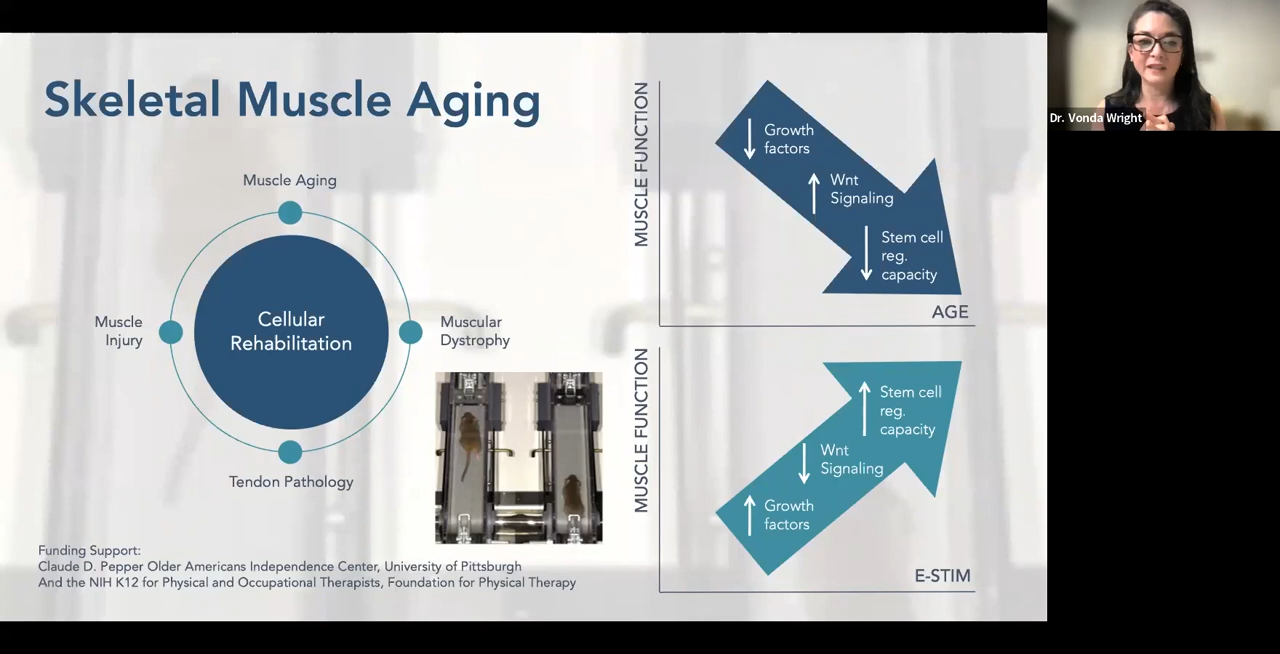 Skeletal Muscle Aging
Muscle Aging
Muscle
Injury
Cellular
Rehabilitation
Muscular
Dystrophy
Tendon Pathology
Funding Support:
Claude D. Pepper Older Americans Independence Center, University of Pittsburgh
And the NIH K12 for Physical and Occupational Therapists, Foundation for Physical Therapy
MUSCLE FUNCTION
Growth
factors
Wnt
Signaling
Stem cell
reg.
capacity
AGE
MUSCLE FUNCTION
Stem cell
reg.
capacity
Wnt
Signaling
Growth
factors
E-STIM
Dr. Vonda Wright